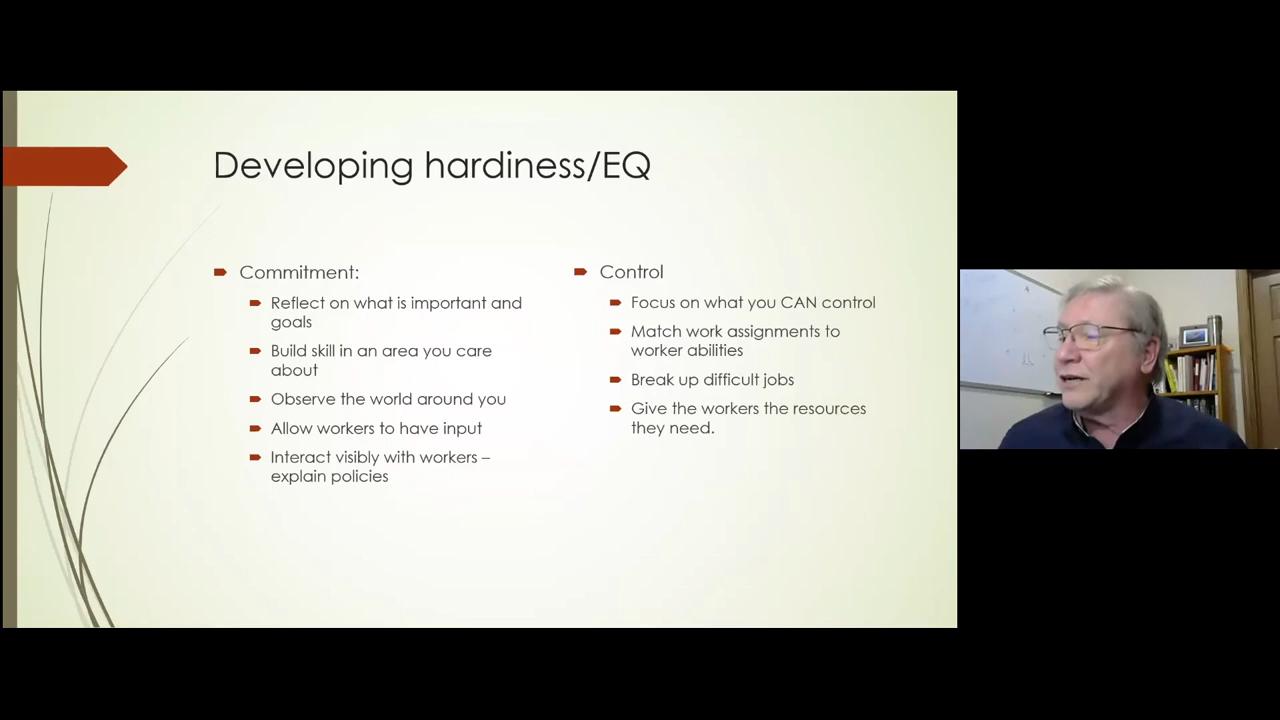 Developing hardiness/EQ
Commitment:
Reflect on what is important and
goals
Build skill in an area you care
about
Observe the world around you
Allow workers to have input
Interact visibly with workers –
explain policies
Control
Focus on what you CAN control
Match work assignments to
worker abilities
Break up difficult jobs
Give the workers the resources
they need.